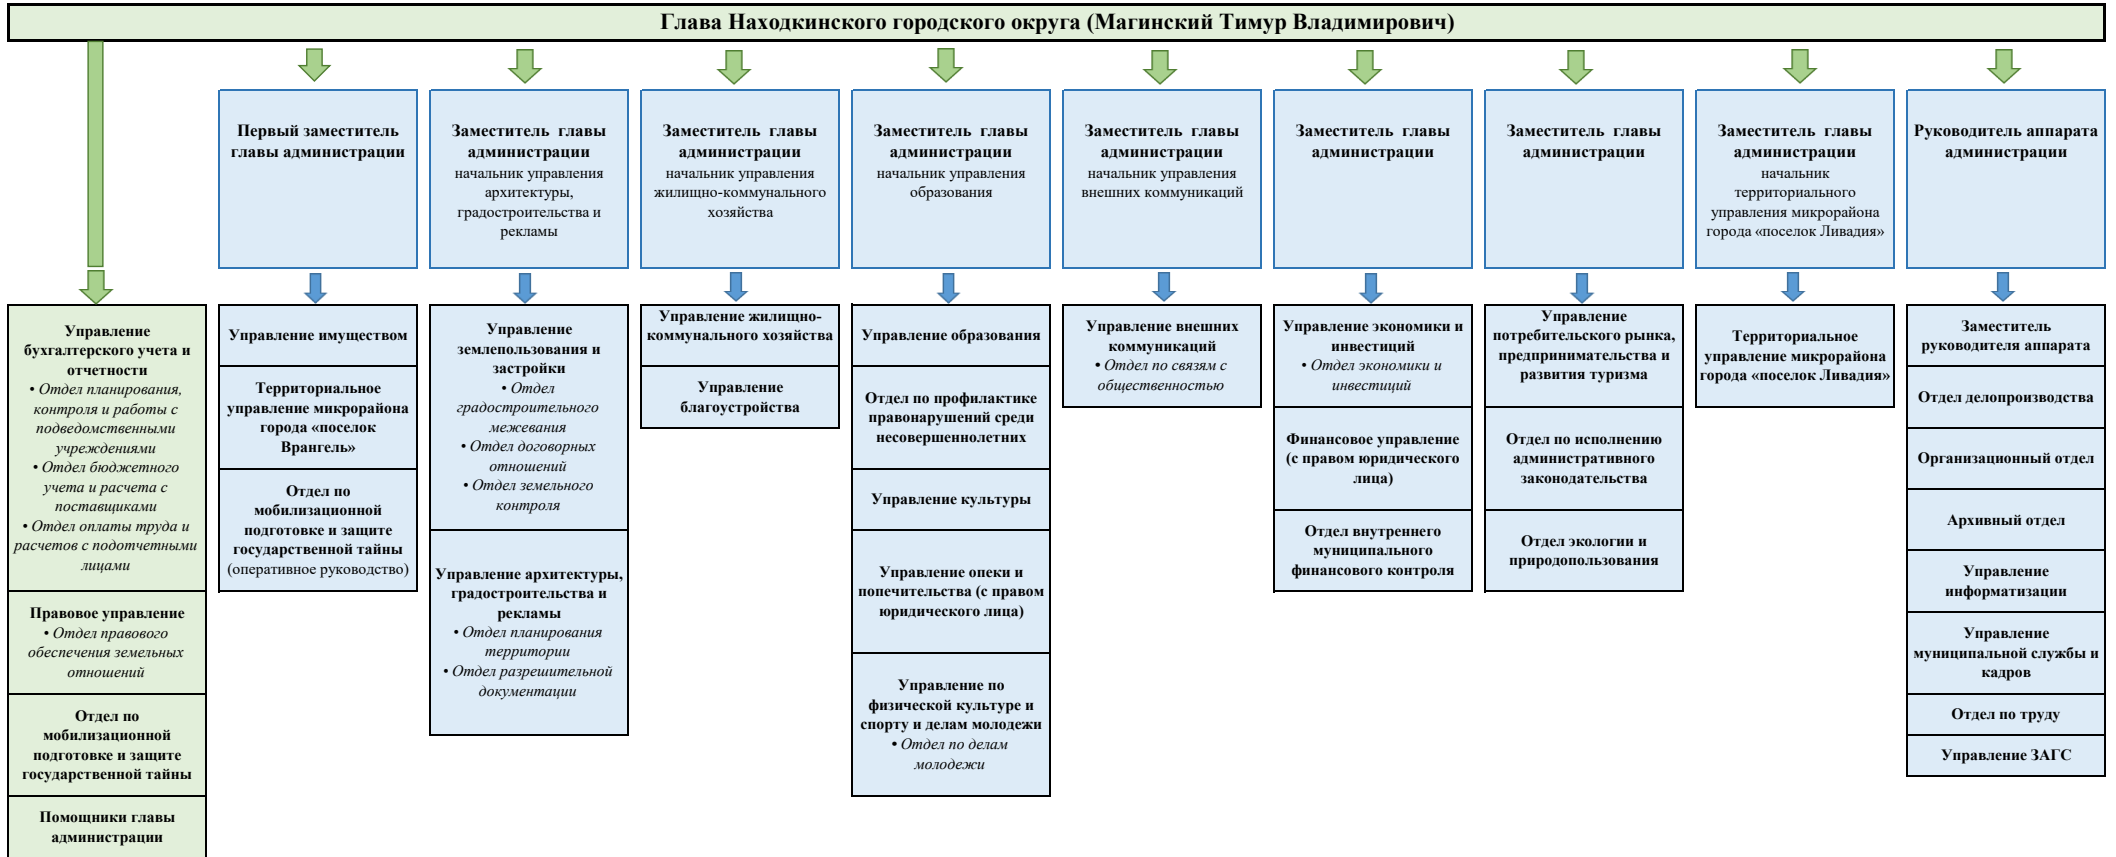 Глава Находкинского городского округа (Магинский Тимур Владимирович)
Первый заместитель
главы администрации
Заместитель главы
администрации
начальник управления
архитектуры,
градостроительства и
рекламы
Заместитель главы
администрации
начальник управления
жилищно-коммунального
хозяйства
Заместитель главы
администрации
начальник управления
образования
Заместитель главы
администрации
начальник управления
внешних коммуникаций
Заместитель главы
администрации
Заместитель главы
администрации
Заместитель главы
администрации
начальник
территориального
управления микрорайона
города «поселок Ливадия»
Руководитель аппарата
администрации
Управление
бухгалтерского учета и
отчетности
• Отдел планирования,
контроля и работы с
подведомственными
учреждениями
• Отдел бюджетного
учета и расчета с
поставщиками
• Отдел оплаты труда и
расчетов с подотчетными
лицами
Правовое управление
• Отдел правового
обеспечения земельных
отношений
Отдел по
мобилизационной
подготовке и защите
государственной тайны
Помощники главы
администрации
Управление имуществом
Территориальное
управление микрорайона
города «поселок
Врангель»
Отдел по
мобилизационной
подготовке и защите
государственной тайны
(оперативное руководство)
Управление
землепользования и
застройки
• Отдел
градостроительного
межевания
• Отдел договорных
отношений
• Отдел земельного
контроля
Управление архитектуры,
градостроительства и
рекламы
• Отдел планирования
территории
• Отдел разрешительной
документации
Управление жилищно-
коммунального хозяйства
Управление
благоустройства
Управление образования
Отдел по профилактике
правонарушений среди
несовершеннолетних
Управление культуры
Управление опеки и
попечительства (с правом
юридического лица)
Управление по
физической культуре и
спорту и делам молодежи
• Отдел по делам
молодежи
Управление внешних
коммуникаций
• Отдел по связям с
общественностью
Управление экономики и
инвестиций
• Отдел экономики и
инвестиций
Финансовое управление
(с правом юридического
лица)
Отдел внутреннего
муниципального
финансового контроля
Управление
потребительского рынка,
предпринимательства и
развития туризма
Отдел по исполнению
административного
законодательства
Отдел экологии и
природопользования
Территориальное
управление микрорайона
города «поселок Ливадия»
Заместитель
руководителя аппарата
Отдел делопроизводства
Организационный отдел
Архивный отдел
Управление
информатизации
Управление
муниципальной службы и
кадров
Отдел по труду
Управление ЗАГС